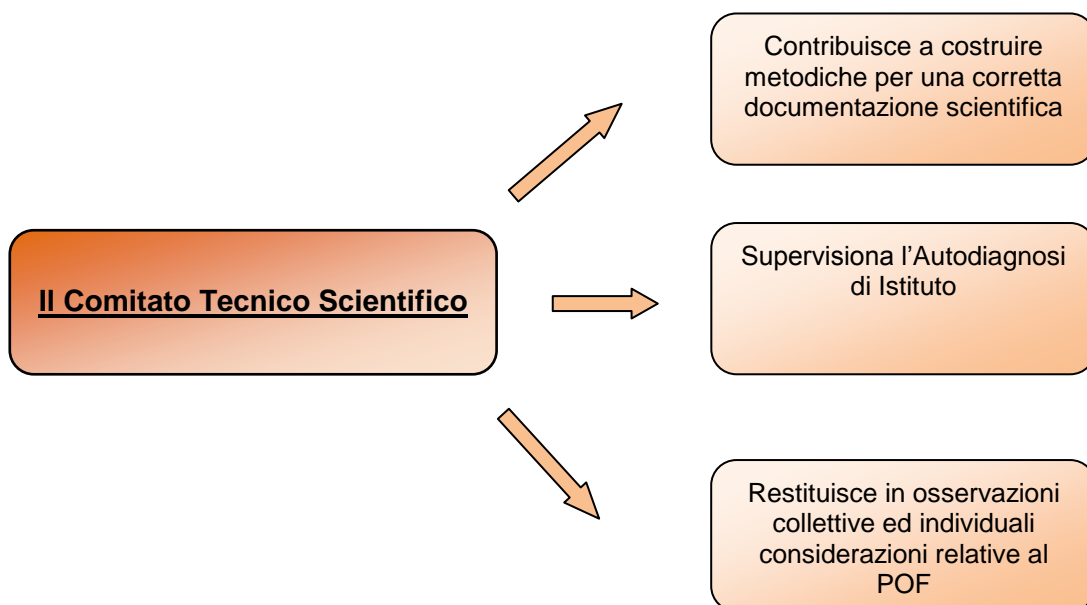 Contribuisce a costruire
metodiche per una corretta
documentazione scientifica
Il Comitato Tecnico Scientifico
Supervisiona l’Autodiagnosi
di Istituto
Restituisce in osservazioni
collettive ed individuali
considerazioni relative al
POF